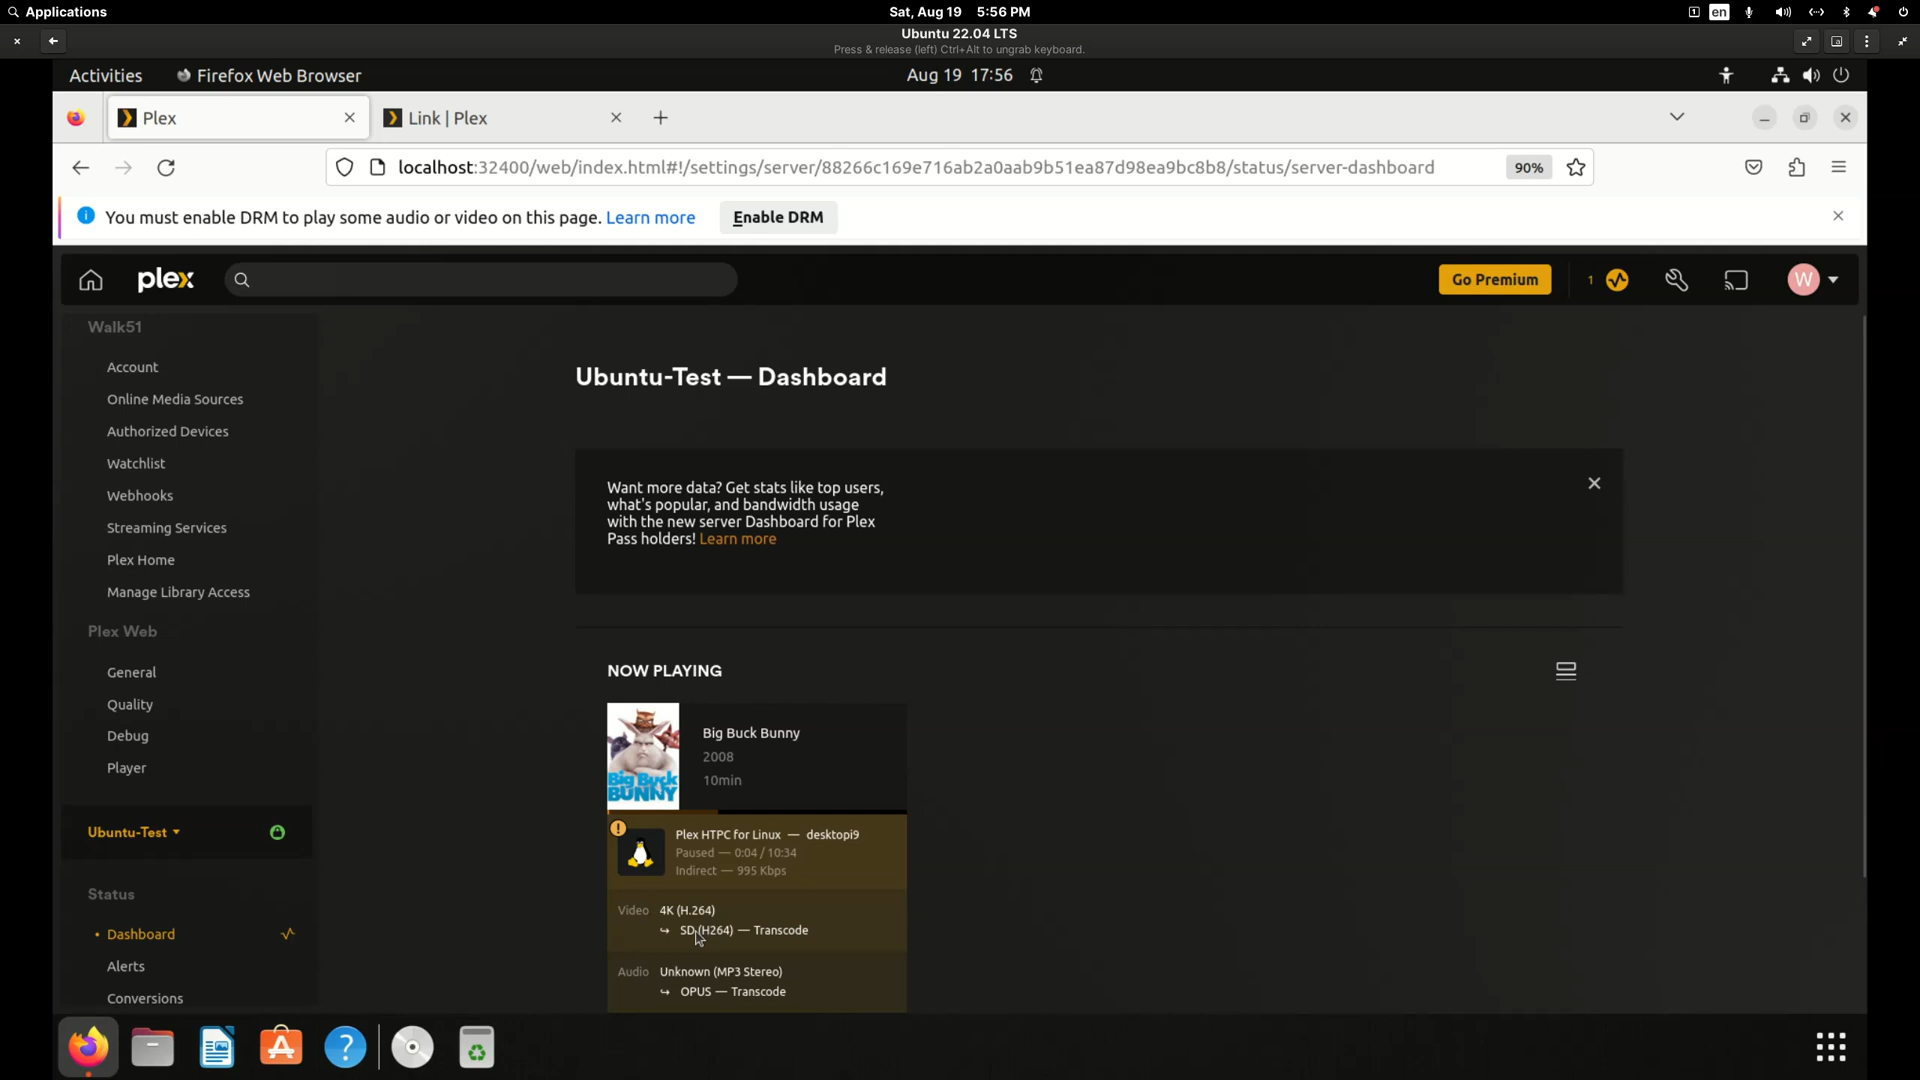 Applications
Sat, Aug 19 5:56 PM
1
en
Ubuntu 22.04 LTS
Press & release (left) Ctrl+Alt to ungrab keyboard.
Activities
Firefox Web Browser
Aug 19 17:56
Plex
Link | Plex
localhost:32400/web/index.html#!/settings/server/88266c169e716ab2a0aab9b51ea87d98ea9bc8b8/status/server-dashboard
90%
You must enable DRM to play some audio or video on this page. Learn more
Enable DRM
plex
Go Premium
1
W
Walk51
Account
Online Media Sources
Authorized Devices
Watchlist
Webhooks
Streaming Services
Plex Home
Manage Library Access
Plex Web
General
Quality
Debug
Player
Ubuntu-Test
Status
Dashboard
Alerts
Conversions
Ubuntu-Test — Dashboard
Want more data? Get stats like top users,
what's popular, and bandwidth usage
with the new server Dashboard for Plex
Pass holders! Learn more
NOW PLAYING
Big Buck
BUNNY
Big Buck Bunny
2008
10min
Plex HTPC for Linux — desktopi9
Paused — 0:04 / 10:34
Indirect — 995 Kbps
Video 4K (H.264)
SD (H264) — Transcode
Audio Unknown (MP3 Stereo)
OPUS — Transcode